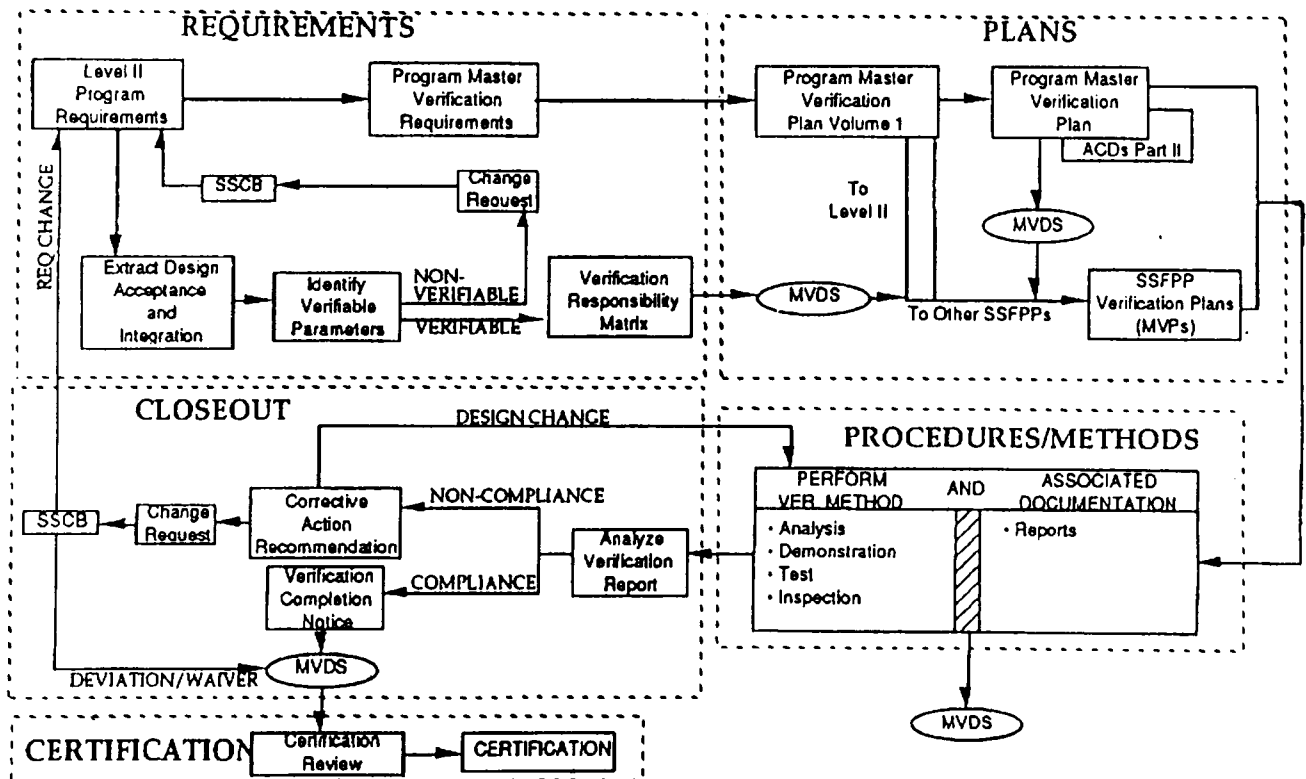 REQUIREMENTS
Level II
Program
Requirements
Program Master
Verification
Requirements
SSCB
Change
Request
REQ CHANGE
Extract Design
Acceptance
and
Integration
Identify
Verifiable
Parameters
NON-
VERIFIABLE
VERIFIABLE
Verification
Responsibility
Matrix
PLANS
Program Master
Verification
Plan Volume 1
Program Master
Verification
Plan
ACDs Part II
To
Level II
MVDS
MVDS
To Other SSFPPs
SSFPP
Verification Plans
(MVPs)
CLOSEOUT
DESIGN CHANGE
SSCB
Change
Request
Corrective
Action
Recommendation
NON-COMPLIANCE
Analyze
Verification
Report
COMPLIANCE
Verification
Completion
Notice
MVDS
DEVIATION/WAIVER
PROCEDURES/METHODS
PERFORM
VER. METHOD
AND
ASSOCIATED
DOCUMENTATION
• Analysis
• Demonstration
• Test
• Inspection
• Reports
MVDS
CERTIFICATION
Certification
Review
CERTIFICATION